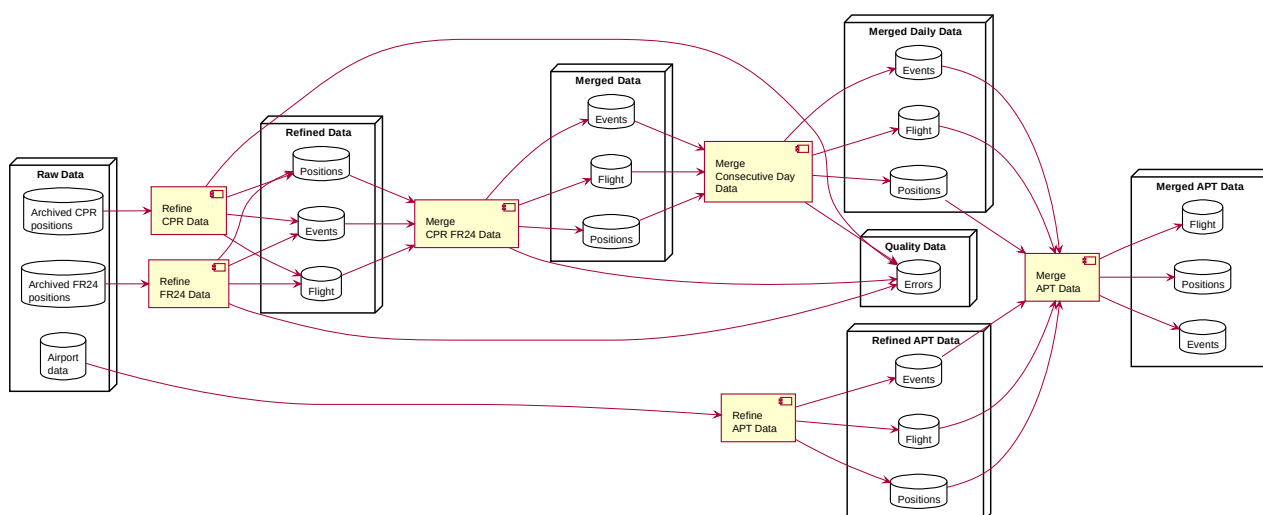 Raw Data
Archived CPR
positions
Archived FR24
positions
Airport
data
Refine
CPR Data
Refine
FR24 Data
Refined Data
Positions
Events
Flight
Merge
CPR FR24 Data
Merged Data
Events
Flight
Positions
Merge
Consecutive Day
Data
Merged Daily Data
Events
Flight
Positions
Quality Data
Errors
Refine
APT Data
Refined APT Data
Events
Flight
Positions
Merge
APT Data
Merged APT Data
Flight
Positions
Events